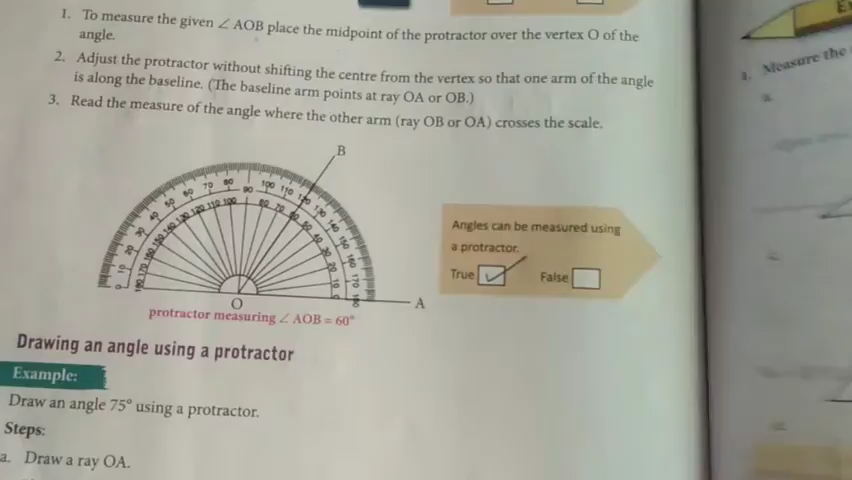 1. To measure the given ∠ AOB place the midpoint of the protractor over the vertex O of the
angle.
2. Adjust the protractor without shifting the centre from the vertex so that one arm of the angle
is along the baseline. (The baseline arm points at ray OA or OB.)
3. Read the measure of the angle where the other arm (ray OB or OA) crosses the scale.
B
O
A
protractor measuring ∠ AOB = 60°
Angles can be measured using
a protractor.
True False
Drawing an angle using a protractor
Example:
Draw an angle 75° using a protractor.
Steps:
a. Draw a ray OA.
1. Measure the
a.